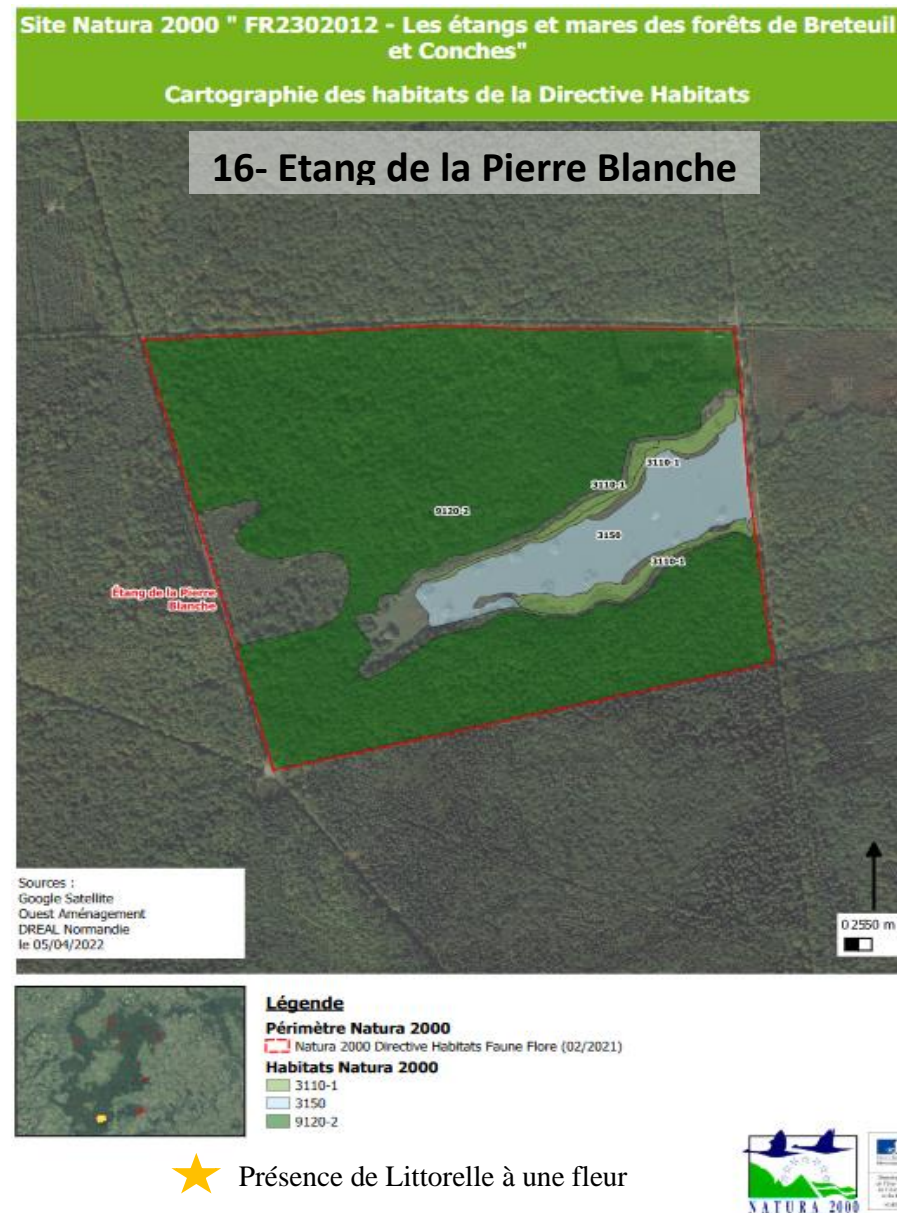 Site Natura 2000 " FR2302012 - Les étangs et mares des forêts de Breteuil
et Conches"
Cartographie des habitats de la Directive Habitats
16- Etang de la Pierre Blanche
3110-1
3110-1
9120-2
3150
3110-1
Étang de la Pierre
Blanche
Sources :
Google Satellite
Ouest Aménagement
DREAL Normandie
le 05/04/2022
0 2550 m
Légende
Périmètre Natura 2000
Natura 2000 Directive Habitats Faune Flore (02/2021)
Habitats Natura 2000
3110-1
3150
9120-2
Présence de Littorelle à une fleur
NATURA 2000